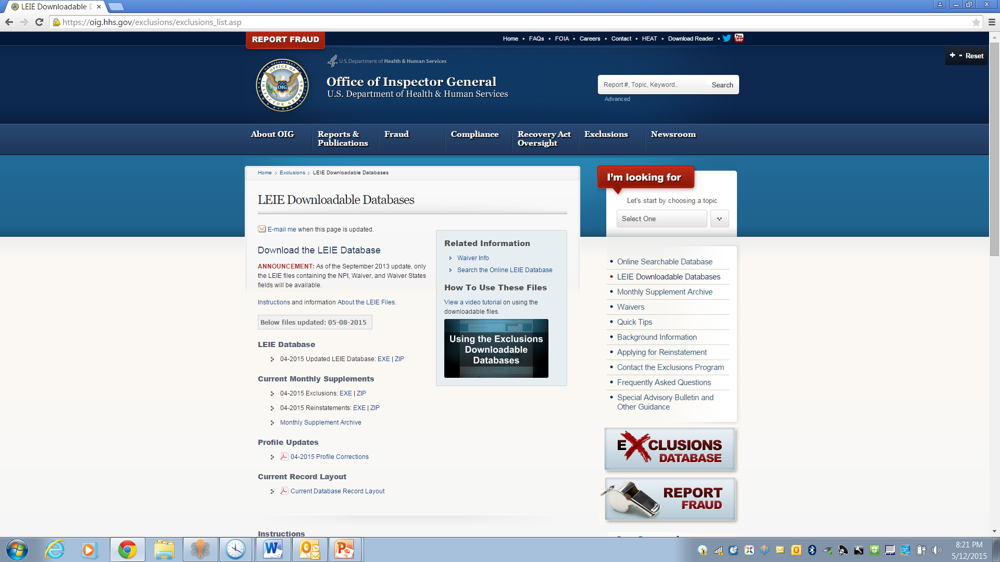 LEIE Downloadable D
https://oig.hhs.gov/exclusions/exclusions_list.asp
REPORT FRAUD
Home • FAQs • FOIA • Careers • Contact • HEAT • Download Reader •
You
Tube
+ - Reset
U.S. Department of Health & Human Services
Office of Inspector General
U.S. Department of Health & Human Services
OIG
Report #, Topic, Keyword..
Search
Advanced
About OIG
Reports &
Publications
Fraud
Compliance
Recovery Act
Oversight
Exclusions
Newsroom
Home > Exclusions > LEIE Downloadable Databases
LEIE Downloadable Databases
E-mail me when this page is updated.
Download the LEIE Database
ANNOUNCEMENT: As of the September 2013 update, only
the LEIE files containing the NPI, Waiver, and Waiver States
fields will be available.
Instructions and information About the LEIE Files.
Below files updated: 05-08-2015
LEIE Database
04-2015 Updated LEIE Database: EXE | ZIP
Current Monthly Supplements
04-2015 Exclusions: EXE | ZIP
04-2015 Reinstatements: EXE | ZIP
Monthly Supplement Archive
Profile Updates
04-2015 Profile Corrections
Current Record Layout
Current Database Record Layout
Instructions
Related Information
Waiver Info
Search the Online LEIE Database
How To Use These Files
View a video tutorial on using the
downloadable files.
Using the Exclusions
Downloadable
Databases
I'm looking for
Let's start by choosing a topic
Select One
• Online Searchable Database
• LEIE Downloadable Databases
• Monthly Supplement Archive
• Waivers
• Quick Tips
• Background Information
• Applying for Reinstatement
• Contact the Exclusions Program
• Frequently Asked Questions
• Special Advisory Bulletin and
Other Guidance
EXCLUSIONS
DATABASE
REPORT
FRAUD
8:21 PM
5/12/2015